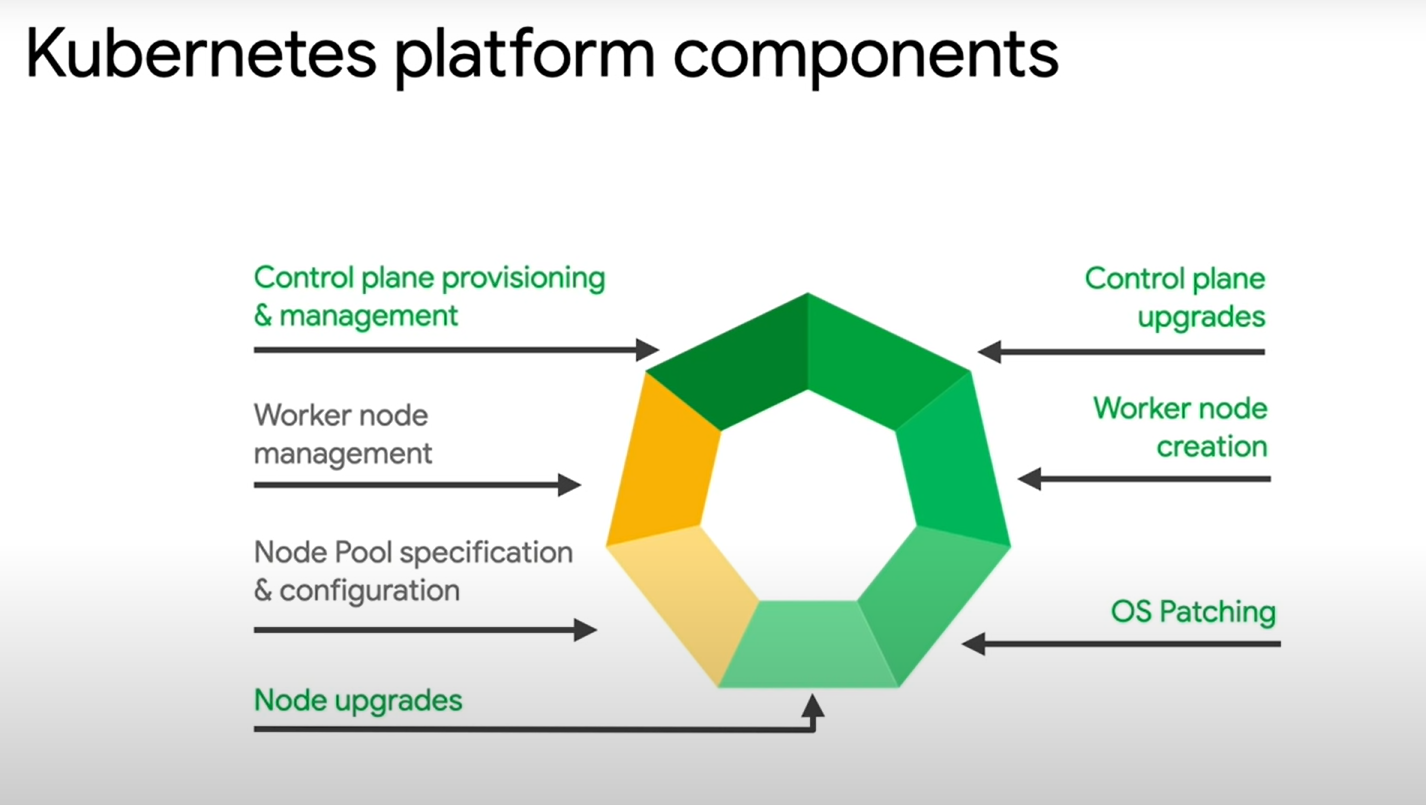 Kubernetes platform components
Control plane provisioning
& management
Worker node
management
Node Pool specification
& configuration
Node upgrades
Control plane
upgrades
Worker node
creation
OS Patching